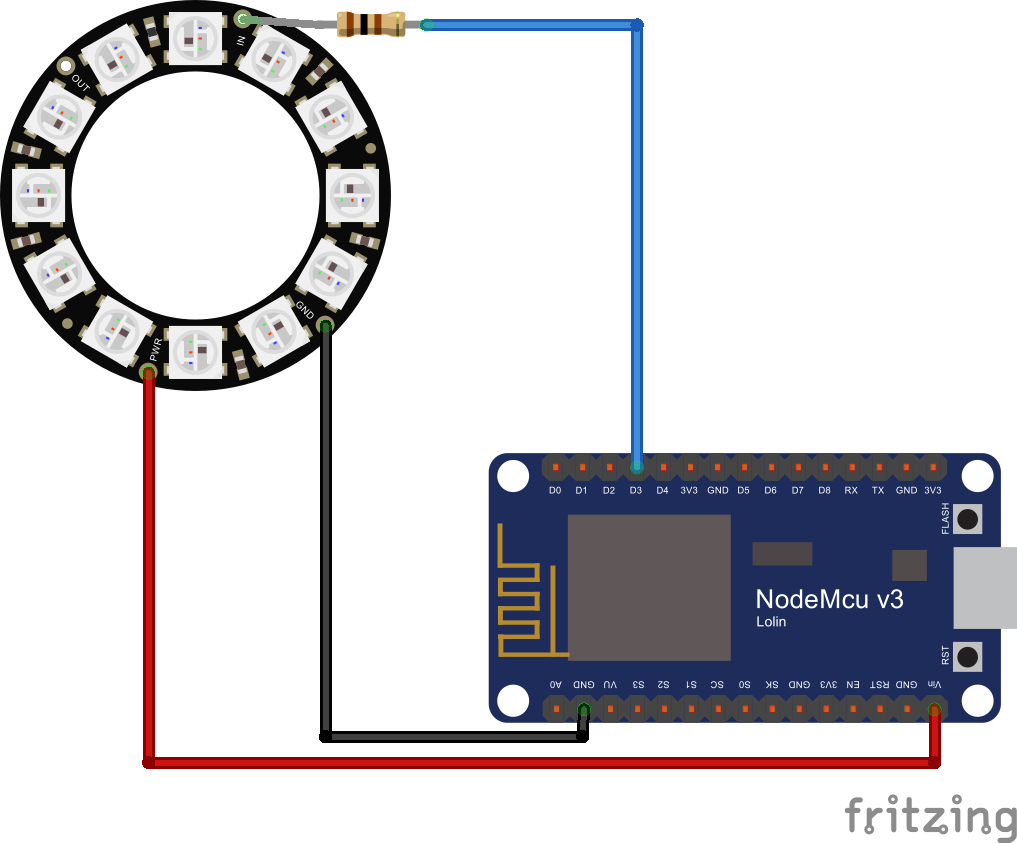 IN
OUT
GND
PWR
D0 D1 D2 D3 D4 3V3 GND D5 D6 D7 D8 RX TX GND 3V3
FLASH
NodeMcu v3
Lolin
RST
A0 GND VU S3 S2 S1 SC S0 SK GND 3V3 EN RST GND Vin
fritzing